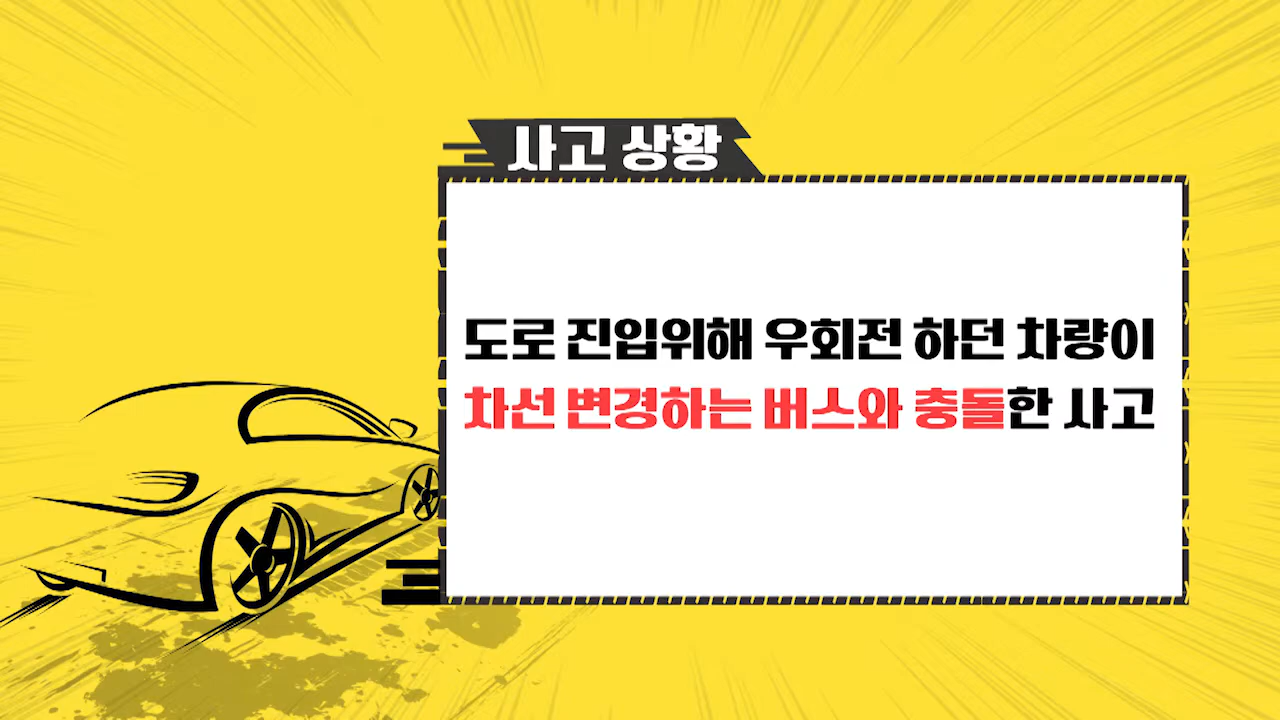 사고 상황
도로 진입위해 우회전 하던 차량이
차선 변경하는 버스와 충돌한 사고